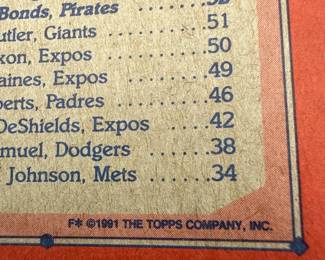 Bonds, Pirates ........52
utler, Giants ........51
xon, Expos ........50
aines, Expos ........49
berts, Padres ........46
DeShields, Expos ....42
muel, Dodgers ......38
Johnson, Mets ......34
F* ©1991 THE TOPPS COMPANY, INC.